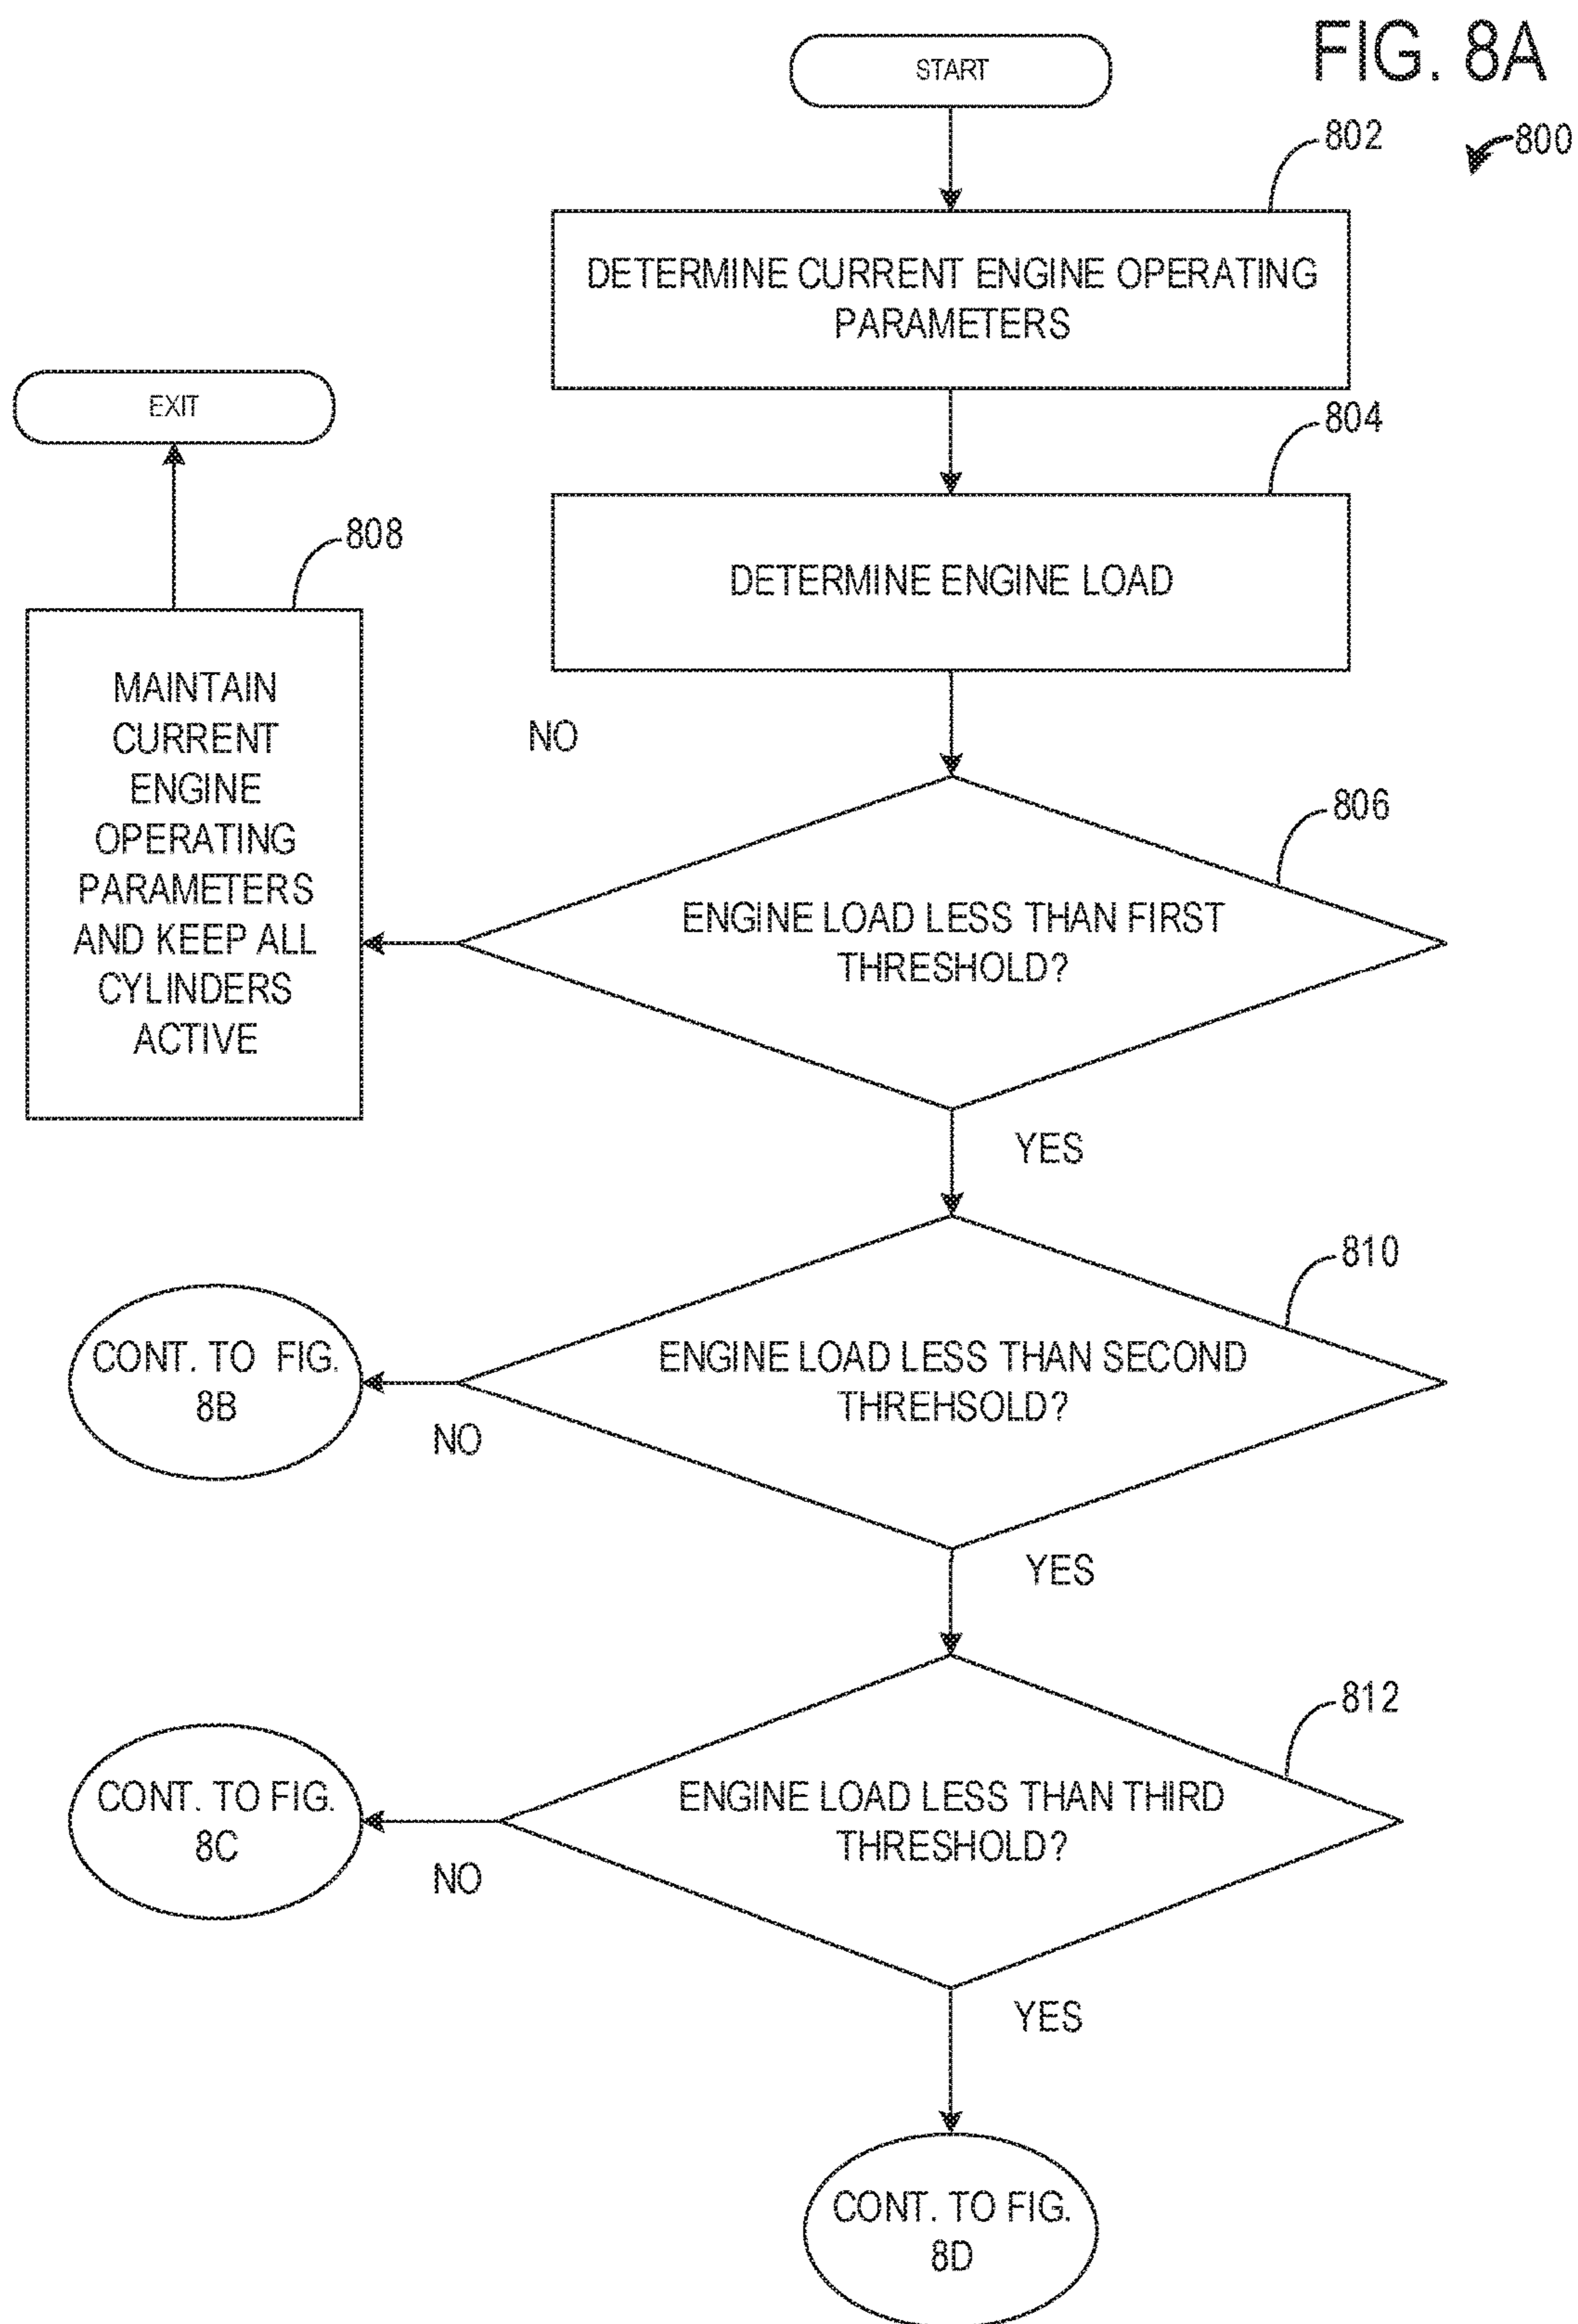 FIG. 8A
START
802
800
DETERMINE CURRENT ENGINE OPERATING
PARAMETERS
EXIT
804
808
DETERMINE ENGINE LOAD
MAINTAIN
CURRENT
ENGINE
OPERATING
PARAMETERS
AND KEEP ALL
CYLINDERS
ACTIVE
NO
806
ENGINE LOAD LESS THAN FIRST
THRESHOLD?
YES
810
CONT. TO FIG.
8B
ENGINE LOAD LESS THAN SECOND
THREHSOLD?
NO
YES
812
CONT. TO FIG.
8C
ENGINE LOAD LESS THAN THIRD
THRESHOLD?
NO
YES
CONT. TO FIG.
8D